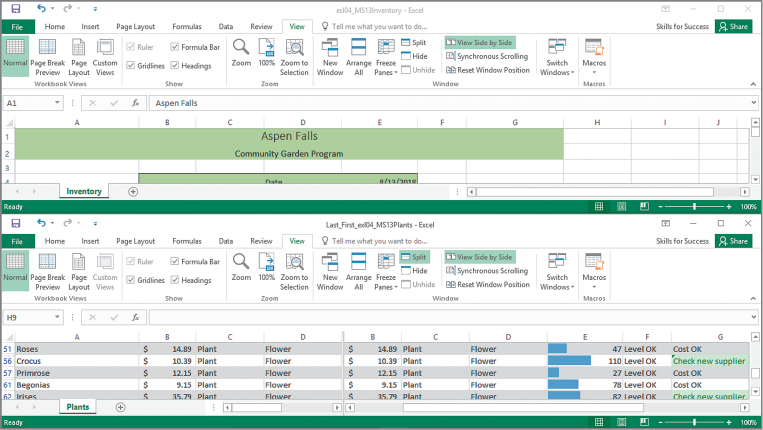 exl04_MS13Inventory - Excel
File Home Insert Page Layout Formulas Data Review View Tell me what you want to do... Skills for Success Share
Normal Page Break Preview Page Layout Custom Views
Workbook Views
Ruler Formula Bar
Gridlines Headings
Show
Zoom 100% Zoom to Selection
Zoom
New Window Arrange All Freeze Panes
Split View Side by Side
Hide Synchronous Scrolling
Unhide Reset Window Position
Window
Switch Windows
Macros
Macros
A1 fx Aspen Falls
A B C D E F G H I J
1 Aspen Falls
2 Community Garden Program
3
4 Date 8/13/2018
Inventory
Ready 100%
Last_First_exl04_MS13Plants - Excel
File Home Insert Page Layout Formulas Data Review View Tell me what you want to do... Skills for Success Share
Normal Page Break Preview Page Layout Custom Views
Workbook Views
Ruler Formula Bar
Gridlines Headings
Show
Zoom 100% Zoom to Selection
Zoom
New Window Arrange All Freeze Panes
Split View Side by Side
Hide Synchronous Scrolling
Unhide Reset Window Position
Window
Switch Windows
Macros
Macros
H9 fx
A B C D B C D E F G
51 Roses $ 14.89 Plant Flower $ 14.89 Plant Flower 47 Level OK Cost OK
56 Crocus $ 10.39 Plant Flower $ 10.39 Plant Flower 110 Level OK Check new supplier
57 Primrose $ 12.15 Plant Flower $ 12.15 Plant Flower 27 Level OK Cost OK
61 Begonias $ 9.15 Plant Flower $ 9.15 Plant Flower 78 Level OK Cost OK
62 Irises $ 35.79 Plant Flower $ 35.79 Plant Flower 82 Level OK Check new supplier
Plants
Ready 100%